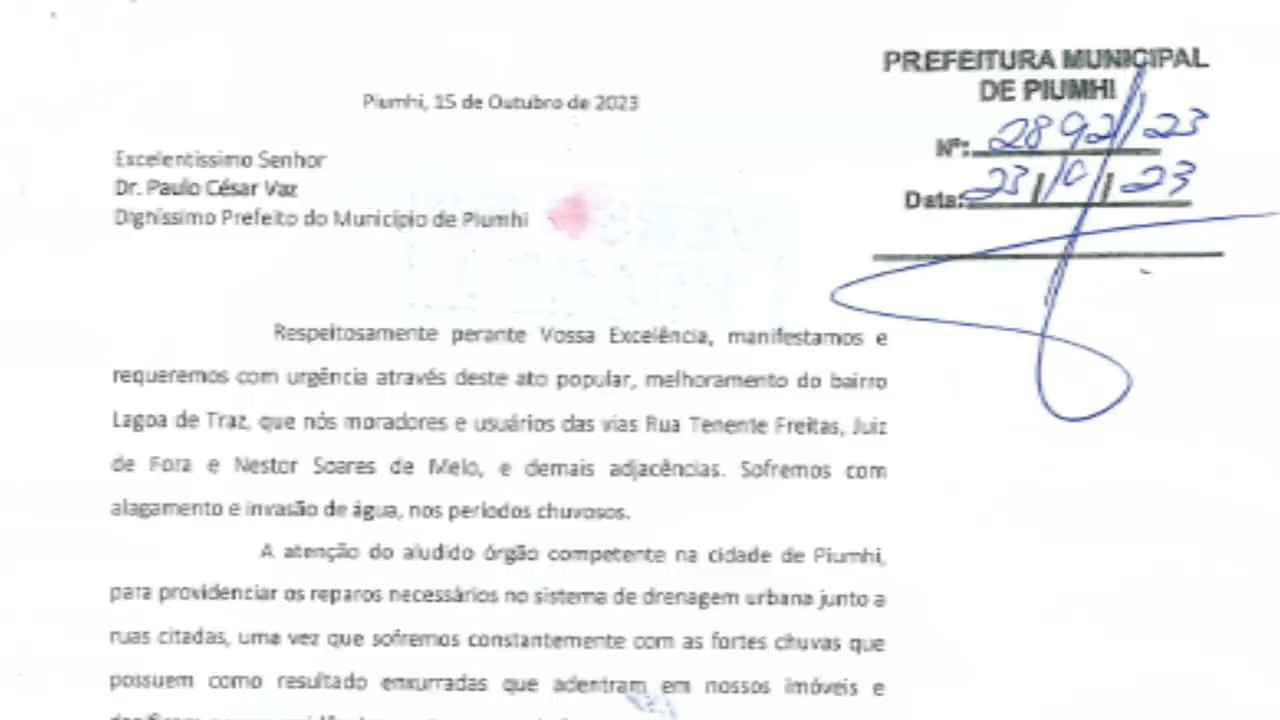 PREFEITURA MUNICIPAL
DE PIUMHI
Nº: 2892/23
Data: 23/10/23
Piumhi, 15 de Outubro de 2023
Excelentíssimo Senhor
Dr. Paulo César Vaz
Digníssimo Prefeito do Município de Piumhi
Respeitosamente perante Vossa Excelência, manifestamos e
requeremos com urgência através deste ato popular, melhoramento do bairro
Lagoa de Traz, que nós moradores e usuários das vias Rua Tenente Freitas, Juiz
de Fora e Nestor Soares de Melo, e demais adjacências. Sofremos com
alagamento e invasão de água, nos períodos chuvosos.
A atenção do aludido órgão competente na cidade de Piumhi,
para providenciar os reparos necessários no sistema de drenagem urbana junto a
ruas citadas, uma vez que sofremos constantemente com as fortes chuvas que
possuem como resultado enxurradas que adentram em nossos imóveis e